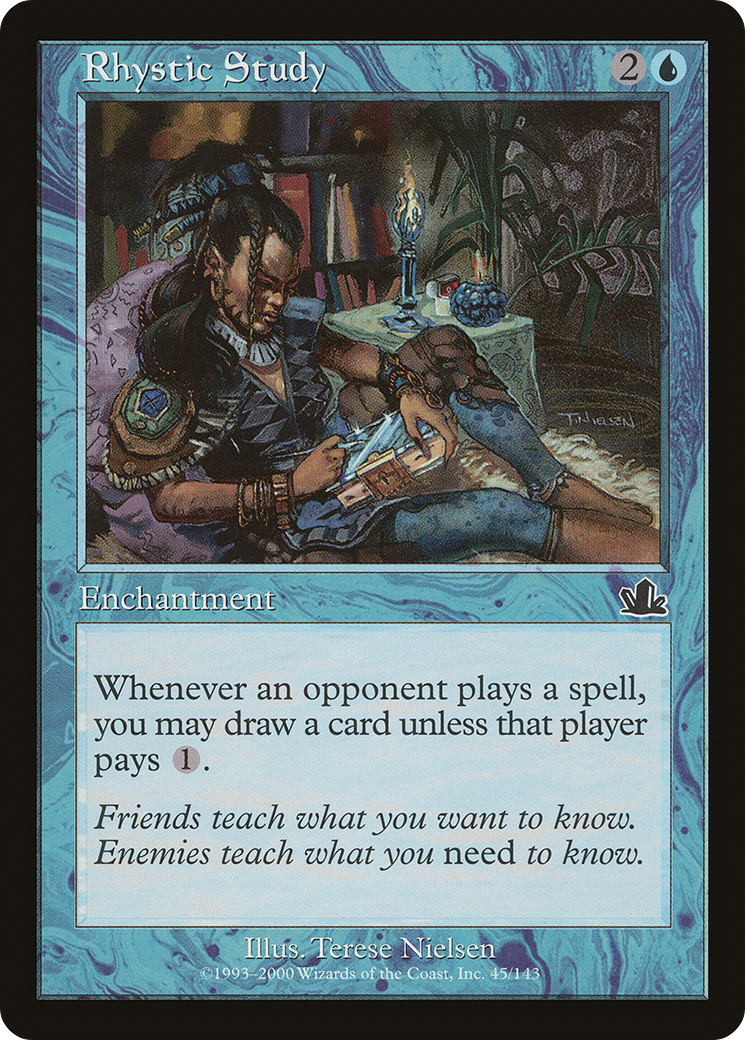 Rhystic Study 2
T. NIELSEN
Enchantment
Whenever an opponent plays a spell,
you may draw a card unless that player
pays 1.
Friends teach what you want to know.
Enemies teach what you need to know.
Illus. Terese Nielsen
©1993–2000 Wizards of the Coast, Inc. 45/143